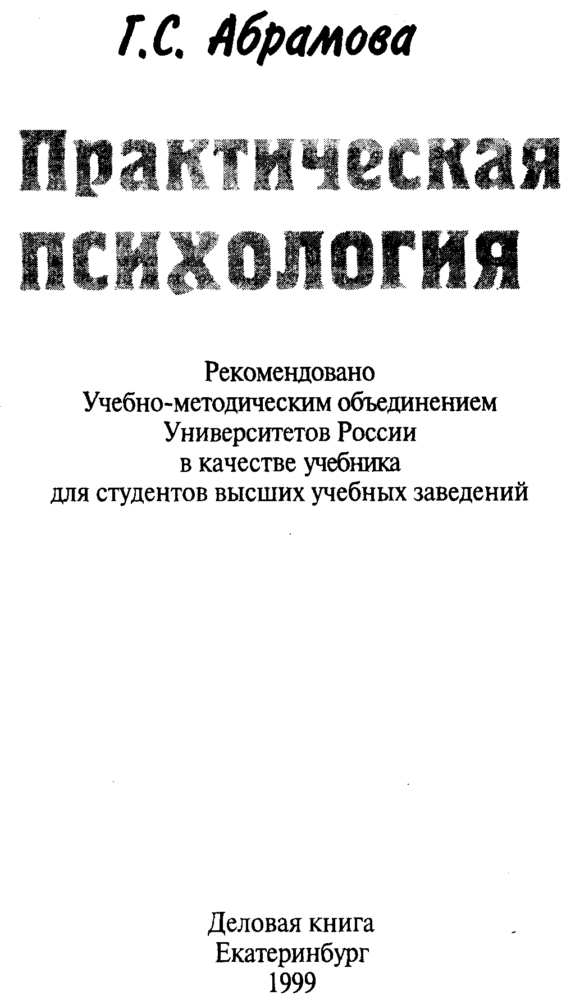 Г.С. Абрамова
Практическая
психология
Рекомендовано
Учебно-методическим объединением
Университетов России
в качестве учебника
для студентов высших учебных заведений
Деловая книга
Екатеринбург
1999